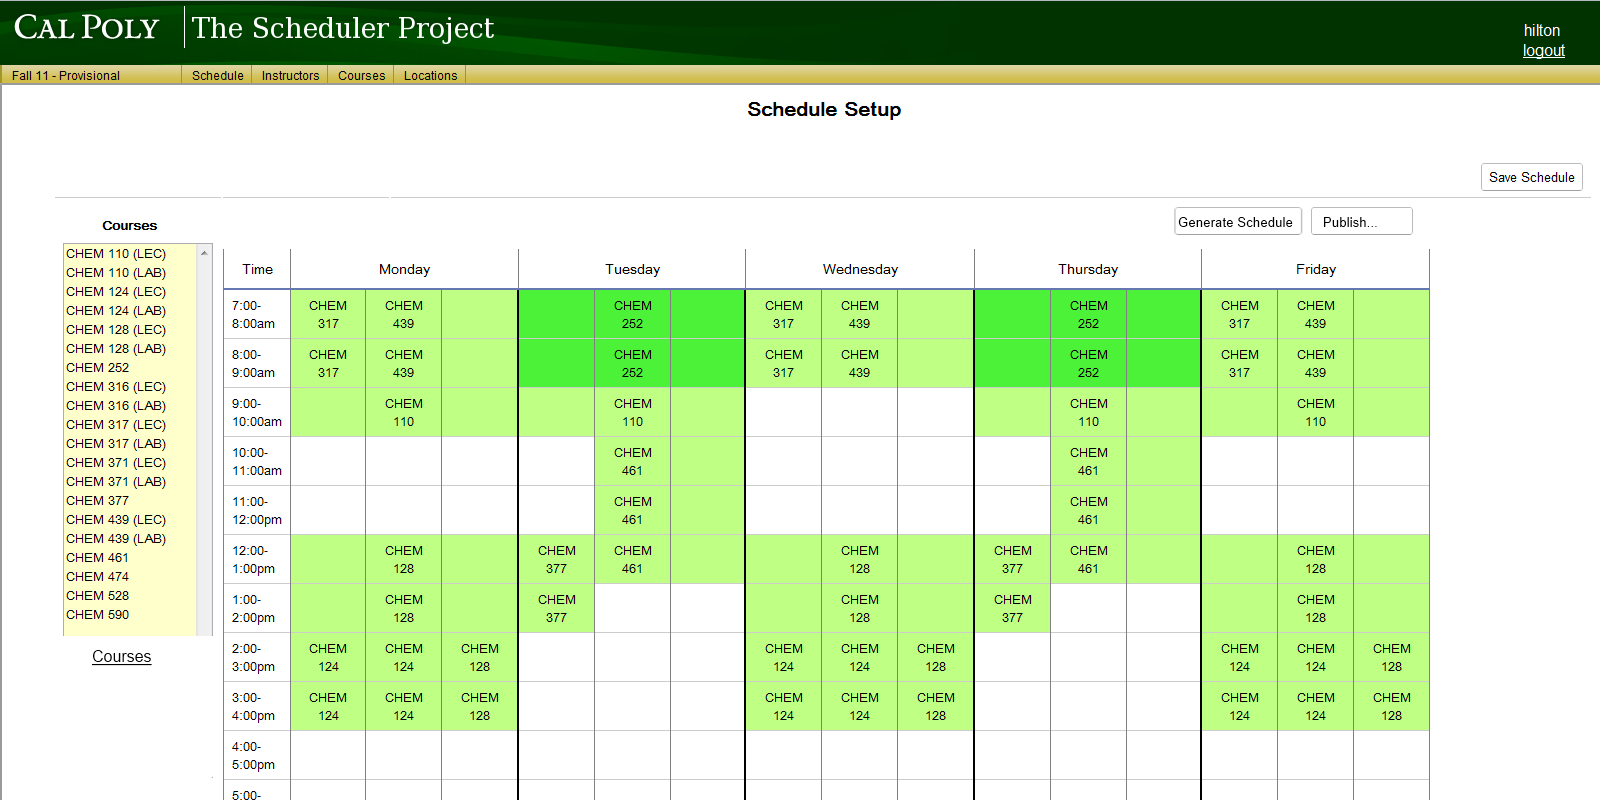 CAL POLY The Scheduler Project
hilton
logout
Fall 11 - Provisional Schedule Instructors Courses Locations
Schedule Setup
Save Schedule
Generate Schedule Publish...
Courses
CHEM 110 (LEC)
CHEM 110 (LAB)
CHEM 124 (LEC)
CHEM 124 (LAB)
CHEM 128 (LEC)
CHEM 128 (LAB)
CHEM 252
CHEM 316 (LEC)
CHEM 316 (LAB)
CHEM 317 (LEC)
CHEM 317 (LAB)
CHEM 371 (LEC)
CHEM 371 (LAB)
CHEM 377
CHEM 439 (LEC)
CHEM 439 (LAB)
CHEM 461
CHEM 474
CHEM 528
CHEM 590
Courses
Time Monday Tuesday Wednesday Thursday Friday
7:00- CHEM CHEM CHEM CHEM CHEM CHEM CHEM CHEM
8:00am 317 439 252 317 439 252 317 439
8:00- CHEM CHEM CHEM CHEM CHEM CHEM CHEM CHEM
9:00am 317 439 252 317 439 252 317 439
9:00- CHEM CHEM CHEM CHEM
10:00am 110 110 110 110
10:00- CHEM CHEM
11:00am 461 461
11:00- CHEM CHEM
12:00pm 461 461
12:00- CHEM CHEM CHEM CHEM CHEM CHEM CHEM
1:00pm 128 377 461 128 377 461 128
1:00- CHEM CHEM CHEM CHEM CHEM
2:00pm 128 377 128 377 128
2:00- CHEM CHEM CHEM CHEM CHEM CHEM CHEM CHEM CHEM
3:00pm 124 124 128 124 124 128 124 124 128
3:00- CHEM CHEM CHEM CHEM CHEM CHEM CHEM CHEM CHEM
4:00pm 124 124 128 124 124 128 124 124 128
4:00-
5:00pm
5:00-